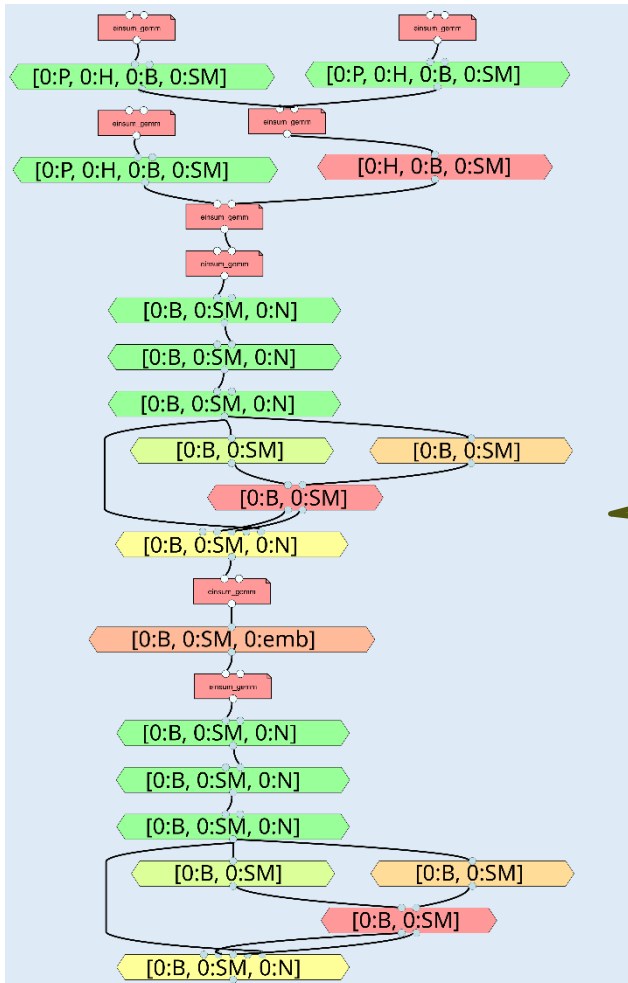 einsum_gemm einsum_gemm
[0:P, 0:H, 0:B, 0:SM] [0:P, 0:H, 0:B, 0:SM]
einsum_gemm einsum_gemm
[0:P, 0:H, 0:B, 0:SM] [0:H, 0:B, 0:SM]
einsum_gemm
einsum_gemm
[0:B, 0:SM, 0:N]
[0:B, 0:SM, 0:N]
[0:B, 0:SM, 0:N]
[0:B, 0:SM] [0:B, 0:SM]
[0:B, 0:SM]
[0:B, 0:SM, 0:N]
einsum_gemm
[0:B, 0:SM, 0:emb]
einsum_gemm
[0:B, 0:SM, 0:N]
[0:B, 0:SM, 0:N]
[0:B, 0:SM, 0:N]
[0:B, 0:SM] [0:B, 0:SM]
[0:B, 0:SM]
[0:B, 0:SM, 0:N]